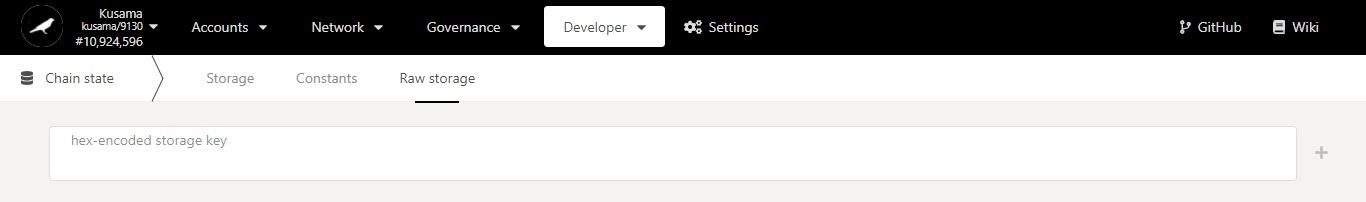 Kusama
kusama/9130
#10,924,596
Accounts
Network
Governance
Developer
Settings
GitHub
Wiki
Chain state
Storage
Constants
Raw storage
hex-encoded storage key